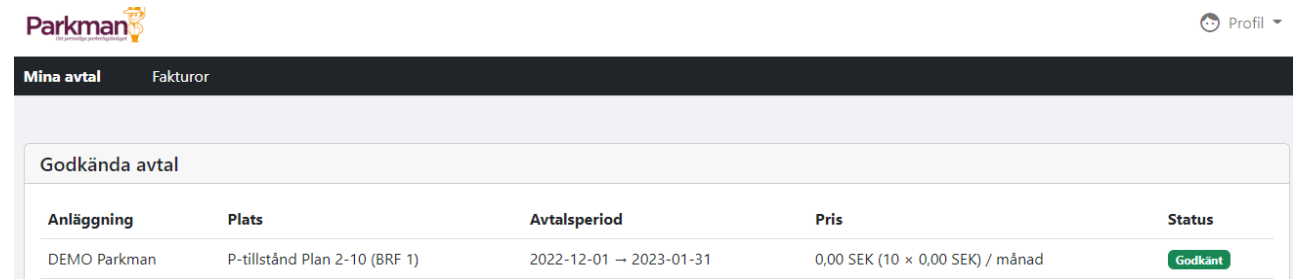 Parkman
Det personliga parkeringsbolaget
Profil
Mina avtal Fakturor
Godkända avtal
Anläggning Plats Avtalsperiod Pris Status
DEMO Parkman P-tillstånd Plan 2-10 (BRF 1) 2022-12-01 → 2023-01-31 0,00 SEK (10 × 0,00 SEK) / månad Godkänt